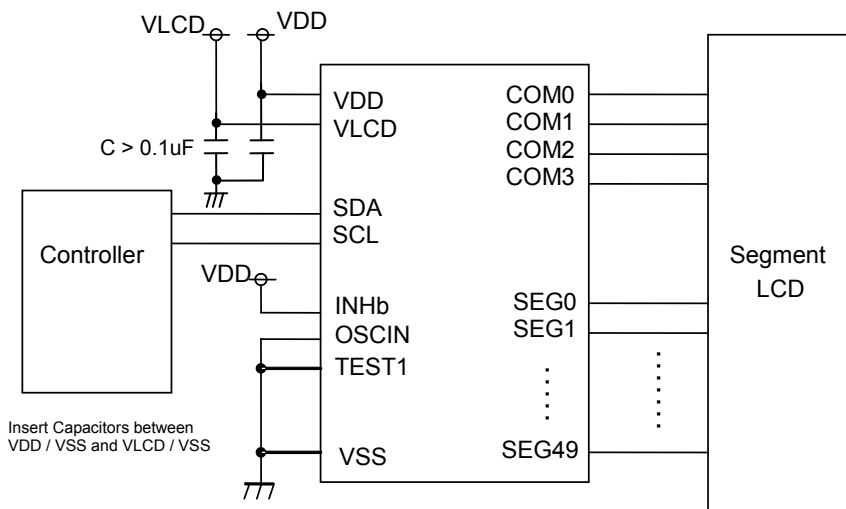 VLCD
VDD
VDD
VLCD
C > 0.1uF
SDA
SCL
Controller
VDD
INHb
OSCIN
TEST1
VSS
Insert Capacitors between
VDD / VSS and VLCD / VSS
COM0
COM1
COM2
COM3
SEG0
SEG1
SEG49
Segment
LCD